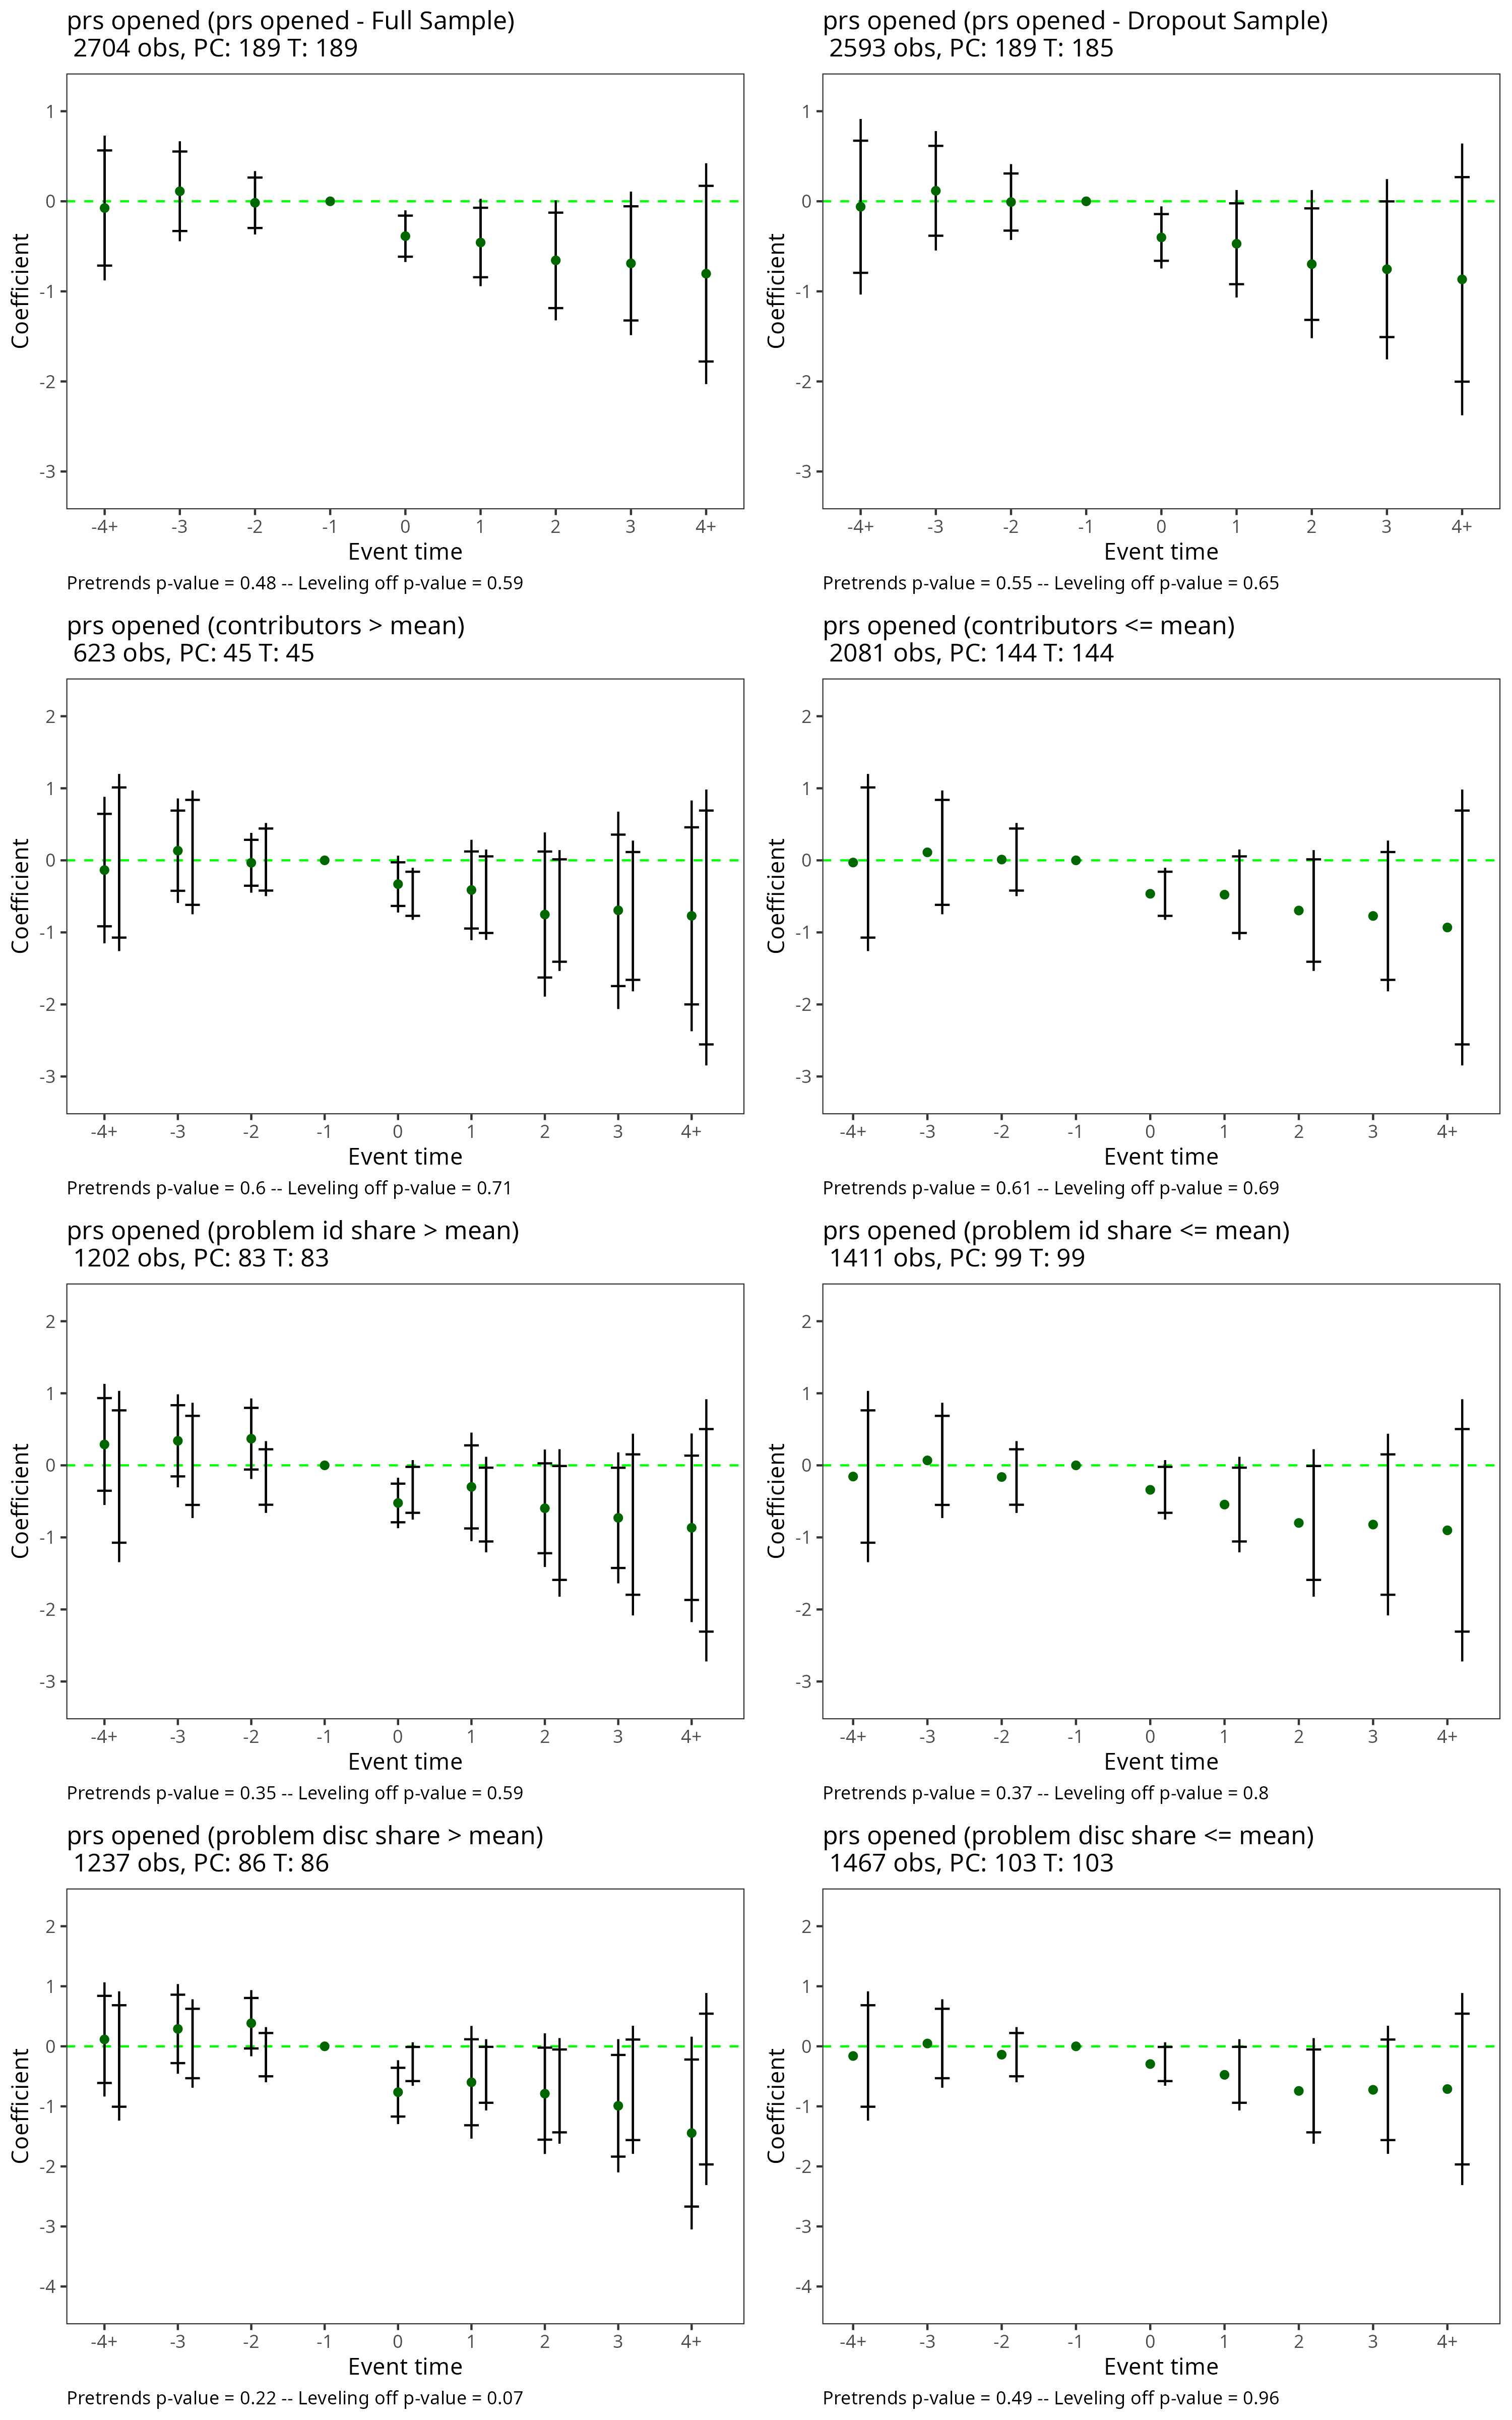 prs opened (prs opened - Full Sample)
2704 obs, PC: 189 T: 189
Coefficient
1
0
-1
-2
-3
-4+ -3 -2 -1 0 1 2 3 4+
Event time
Pretrends p-value = 0.48 -- Leveling off p-value = 0.59
prs opened (prs opened - Dropout Sample)
2593 obs, PC: 189 T: 185
Coefficient
1
0
-1
-2
-3
-4+ -3 -2 -1 0 1 2 3 4+
Event time
Pretrends p-value = 0.55 -- Leveling off p-value = 0.65
prs opened (contributors > mean)
623 obs, PC: 45 T: 45
Coefficient
2
1
0
-1
-2
-3
-4+ -3 -2 -1 0 1 2 3 4+
Event time
Pretrends p-value = 0.6 -- Leveling off p-value = 0.71
prs opened (contributors <= mean)
2081 obs, PC: 144 T: 144
Coefficient
2
1
0
-1
-2
-3
-4+ -3 -2 -1 0 1 2 3 4+
Event time
Pretrends p-value = 0.61 -- Leveling off p-value = 0.69
prs opened (problem id share > mean)
1202 obs, PC: 83 T: 83
Coefficient
2
1
0
-1
-2
-3
-4+ -3 -2 -1 0 1 2 3 4+
Event time
Pretrends p-value = 0.35 -- Leveling off p-value = 0.59
prs opened (problem id share <= mean)
1411 obs, PC: 99 T: 99
Coefficient
2
1
0
-1
-2
-3
-4+ -3 -2 -1 0 1 2 3 4+
Event time
Pretrends p-value = 0.37 -- Leveling off p-value = 0.8
prs opened (problem disc share > mean)
1237 obs, PC: 86 T: 86
Coefficient
2
1
0
-1
-2
-3
-4
-4+ -3 -2 -1 0 1 2 3 4+
Event time
Pretrends p-value = 0.22 -- Leveling off p-value = 0.07
prs opened (problem disc share <= mean)
1467 obs, PC: 103 T: 103
Coefficient
2
1
0
-1
-2
-3
-4
-4+ -3 -2 -1 0 1 2 3 4+
Event time
Pretrends p-value = 0.49 -- Leveling off p-value = 0.96